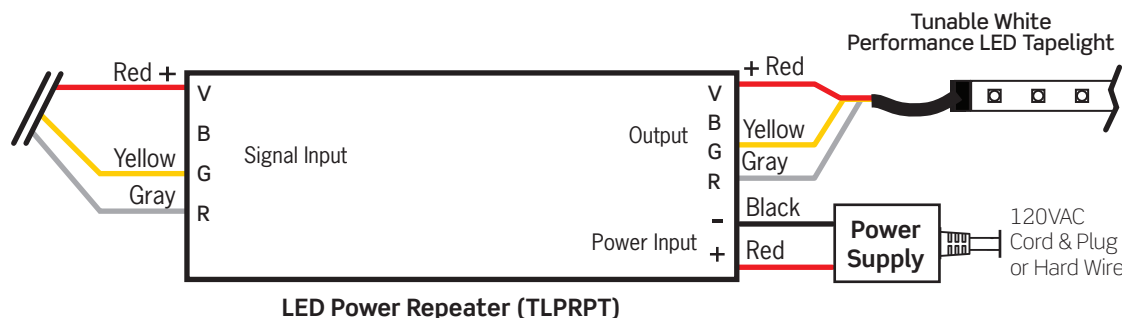 Tunable White
Performance LED Tapelight
Red +
V
B
Yellow
G
Gray
R
Signal Input
+ Red
V
B
Output
Yellow
G
Gray
R
Black
-
Power Input
+
Red
Power
Supply
120VAC
Cord & Plug
or Hard Wire
LED Power Repeater (TLPRPT)